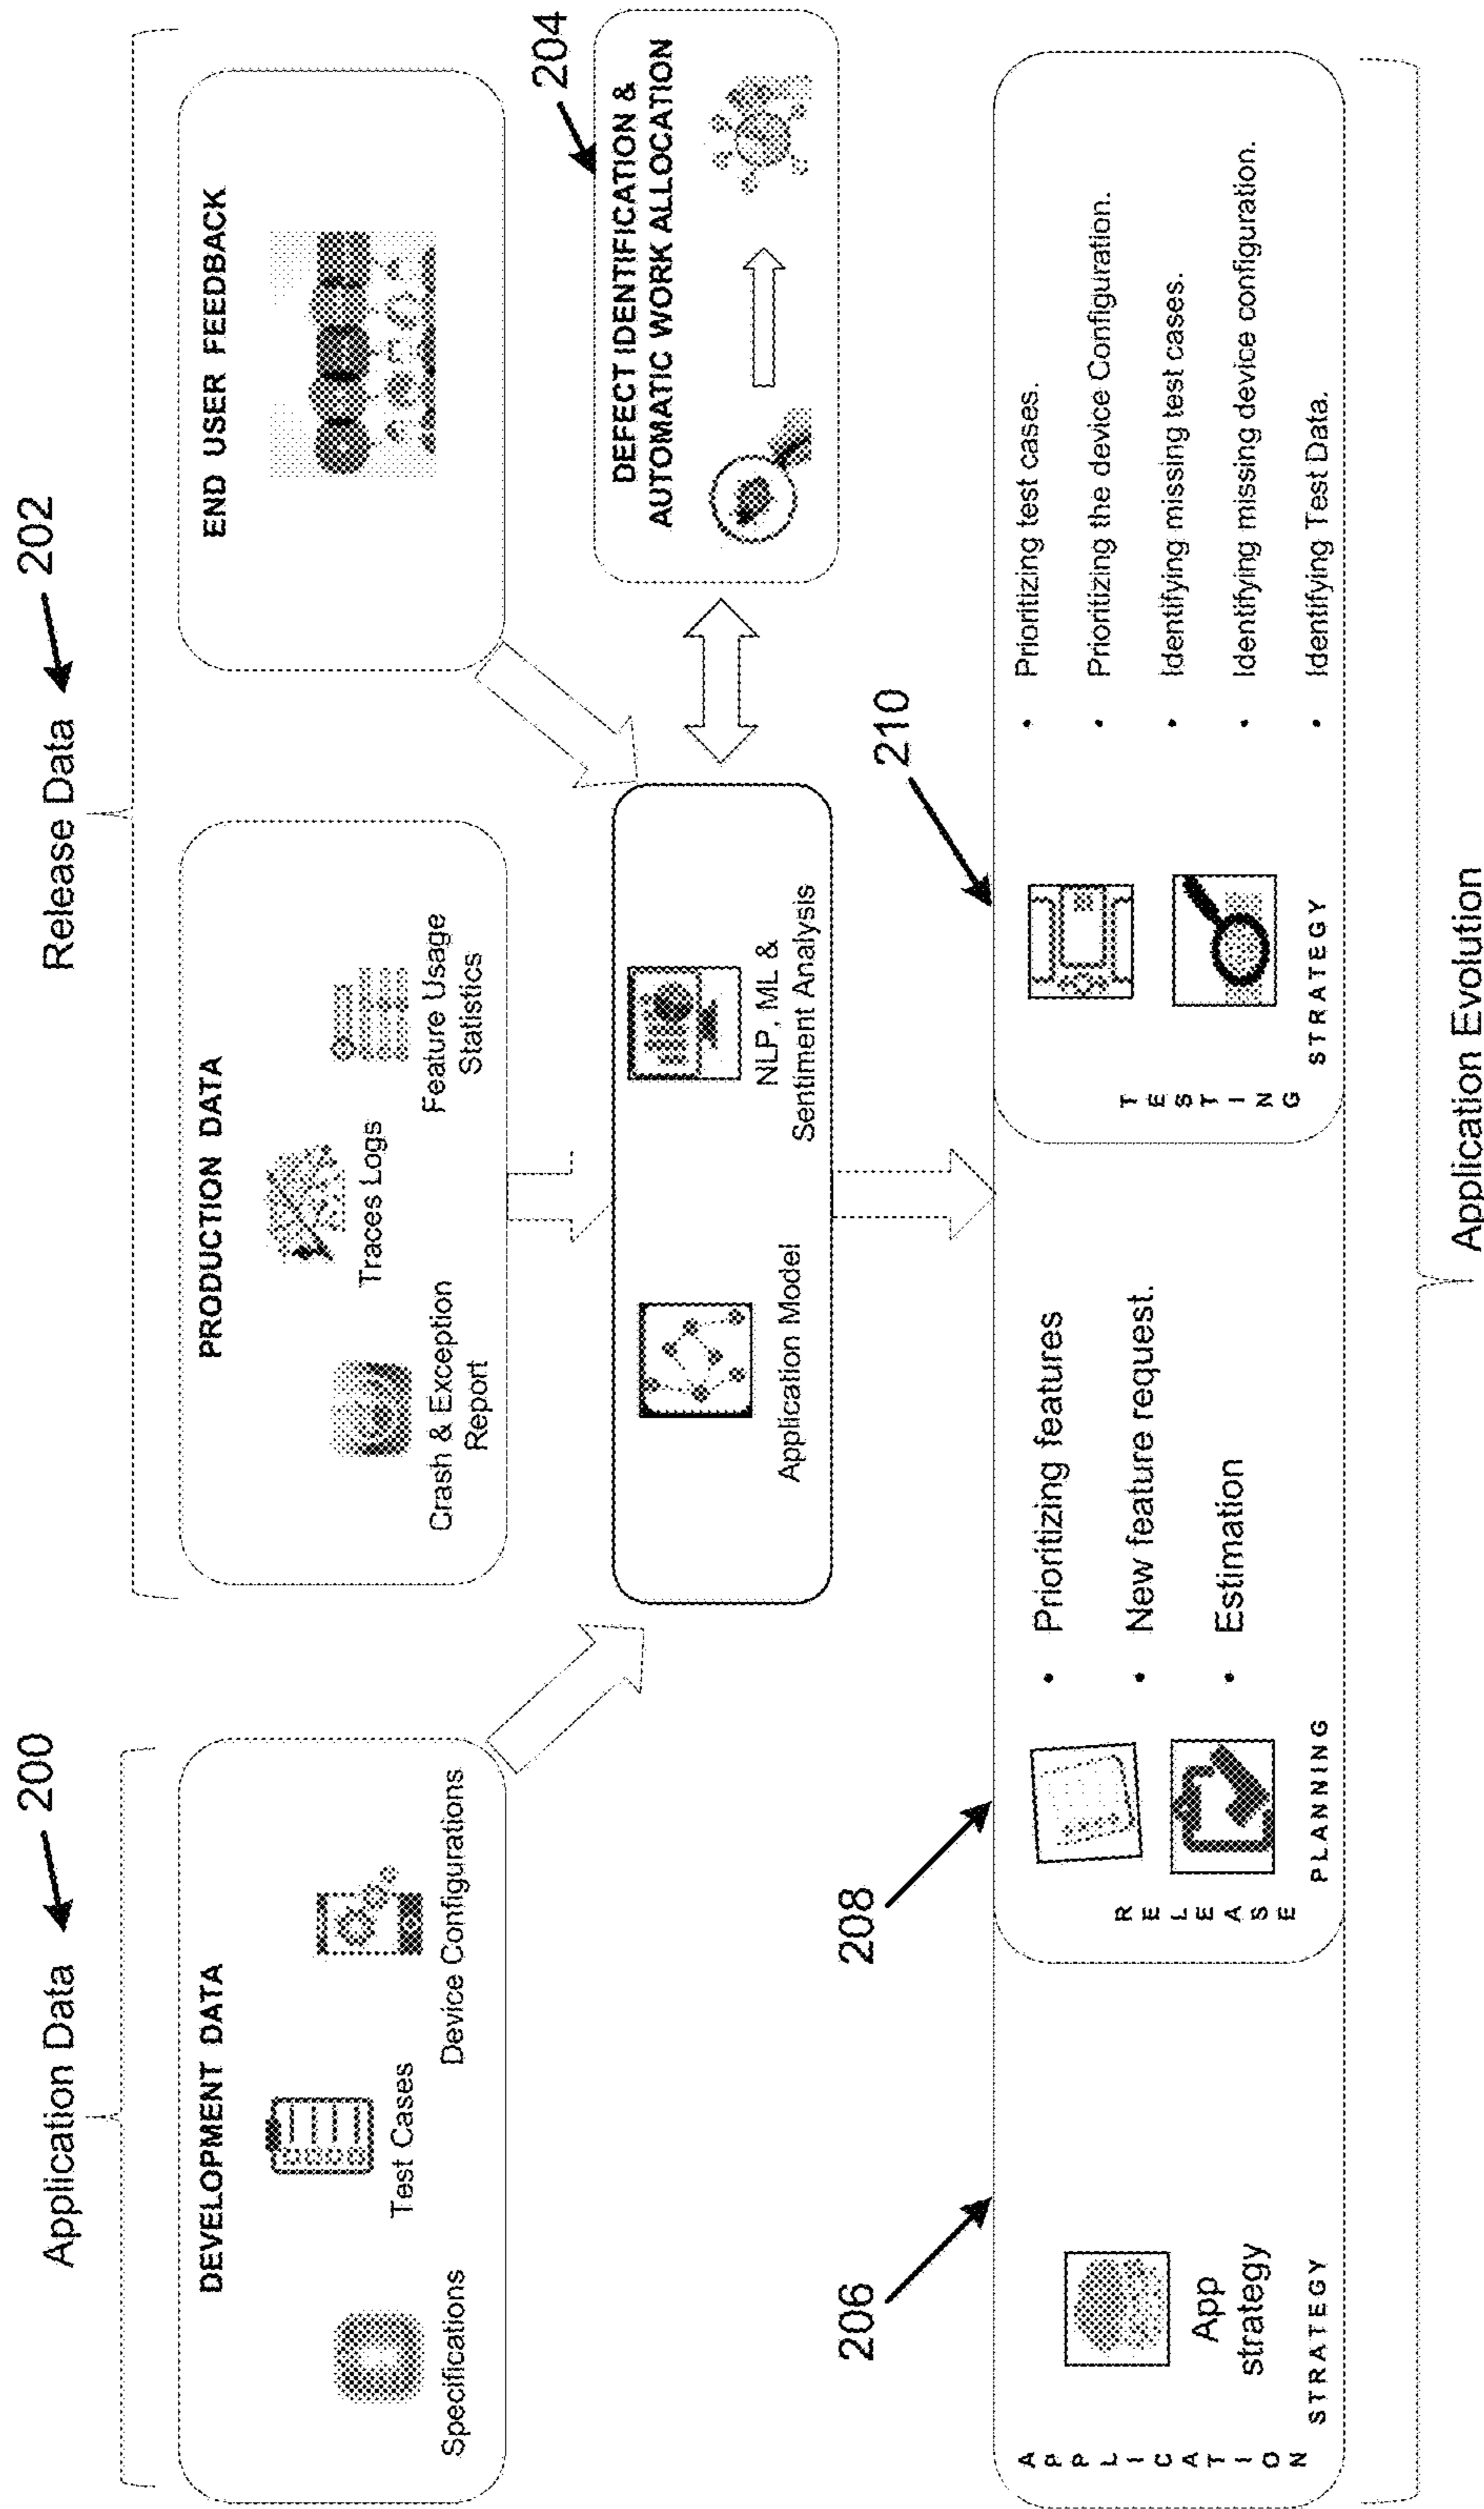 Application Data
200
Release Data
202
DEVELOPMENT DATA
Specifications
Test Cases
Device Configurations
PRODUCTION DATA
Crash & Exception
Report
Traces Logs
Feature Usage
Statistics
END USER FEEDBACK
Application Model
NLP, ML &
Sentiment Analysis
204
DEFECT IDENTIFICATION &
AUTOMATIC WORK ALLOCATION
206
APPLICATION
STRATEGY
App
strategy
208
RELEASE
PLANNING
• Prioritizing features
• New feature request.
• Estimation
210
TESTING
STRATEGY
• Prioritizing test cases.
• Prioritizing the device Configuration.
• Identifying missing test cases.
• Identifying missing device configuration.
• Identifying Test Data.
Application Evolution